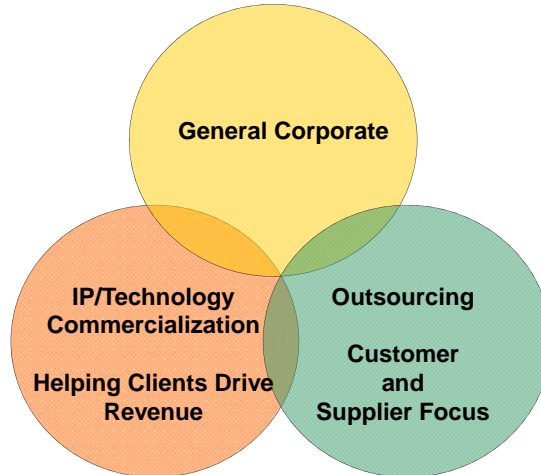 General Corporate
IP/Technology
Commercialization
Helping Clients Drive
Revenue
Outsourcing
Customer
and
Supplier Focus